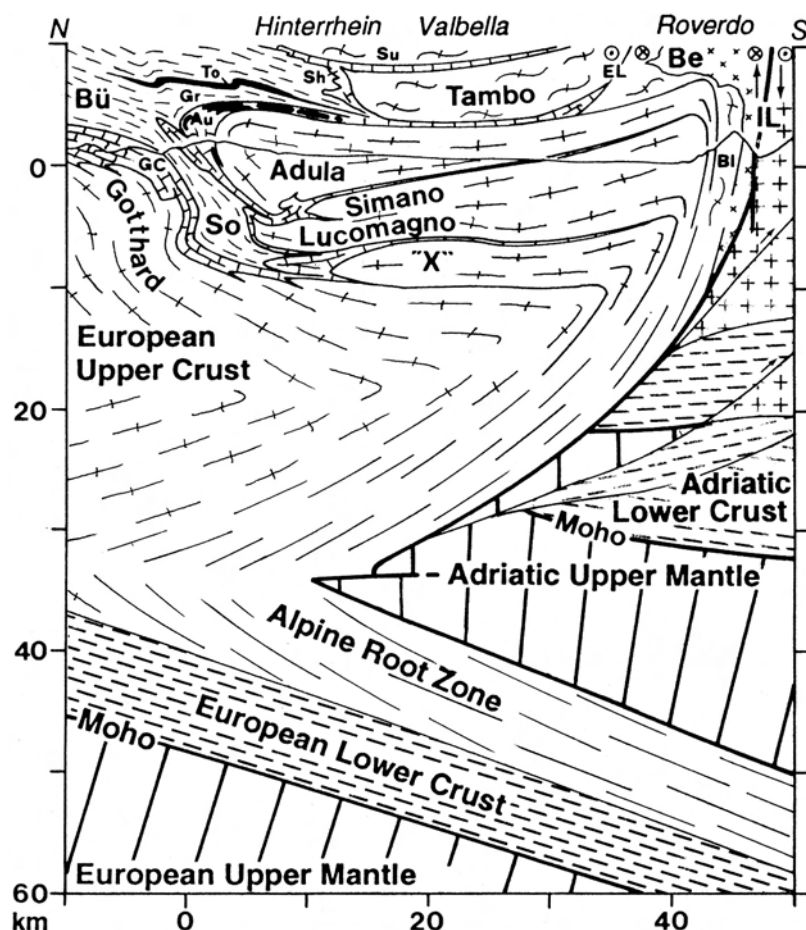 N Hinterrhein Valbella Roverdo S
Su
To Sh EL Be
Bü Gr Tambo IL
Au
0 GC Adula BI
Gotthard Simano
So Lucomagno
"X"
European
Upper Crust
20
Adriatic
Lower Crust
Moho
Adriatic Upper Mantle
40 Alpine Root Zone
European Lower Crust
Moho
European Upper Mantle
60
km 0 20 40